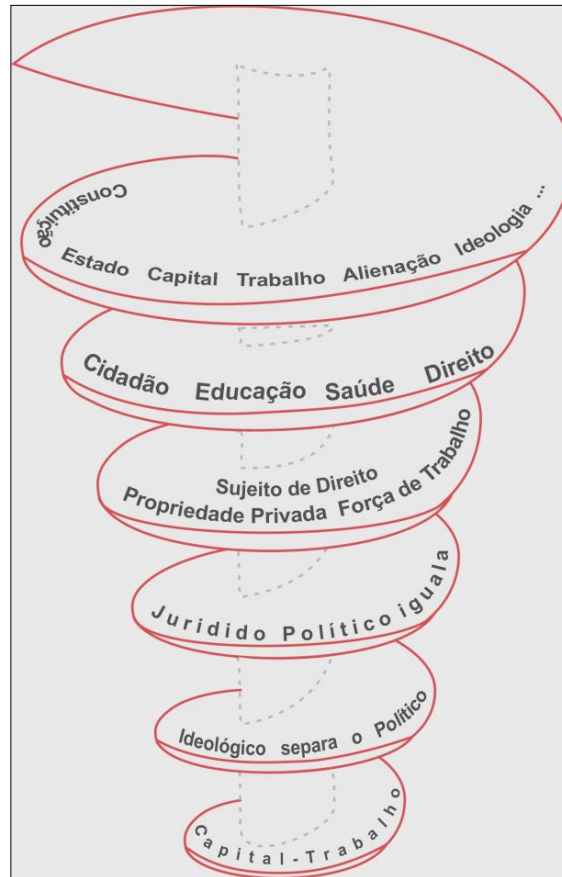 Constituição
Estado Capital Trabalho Alienação Ideologia ...
Cidadão Educação Saúde Direito
Sujeito de Direito
Propriedade Privada Força de Trabalho
Juridido Político iguala
Ideológico separa o Político
Capital-Trabalho